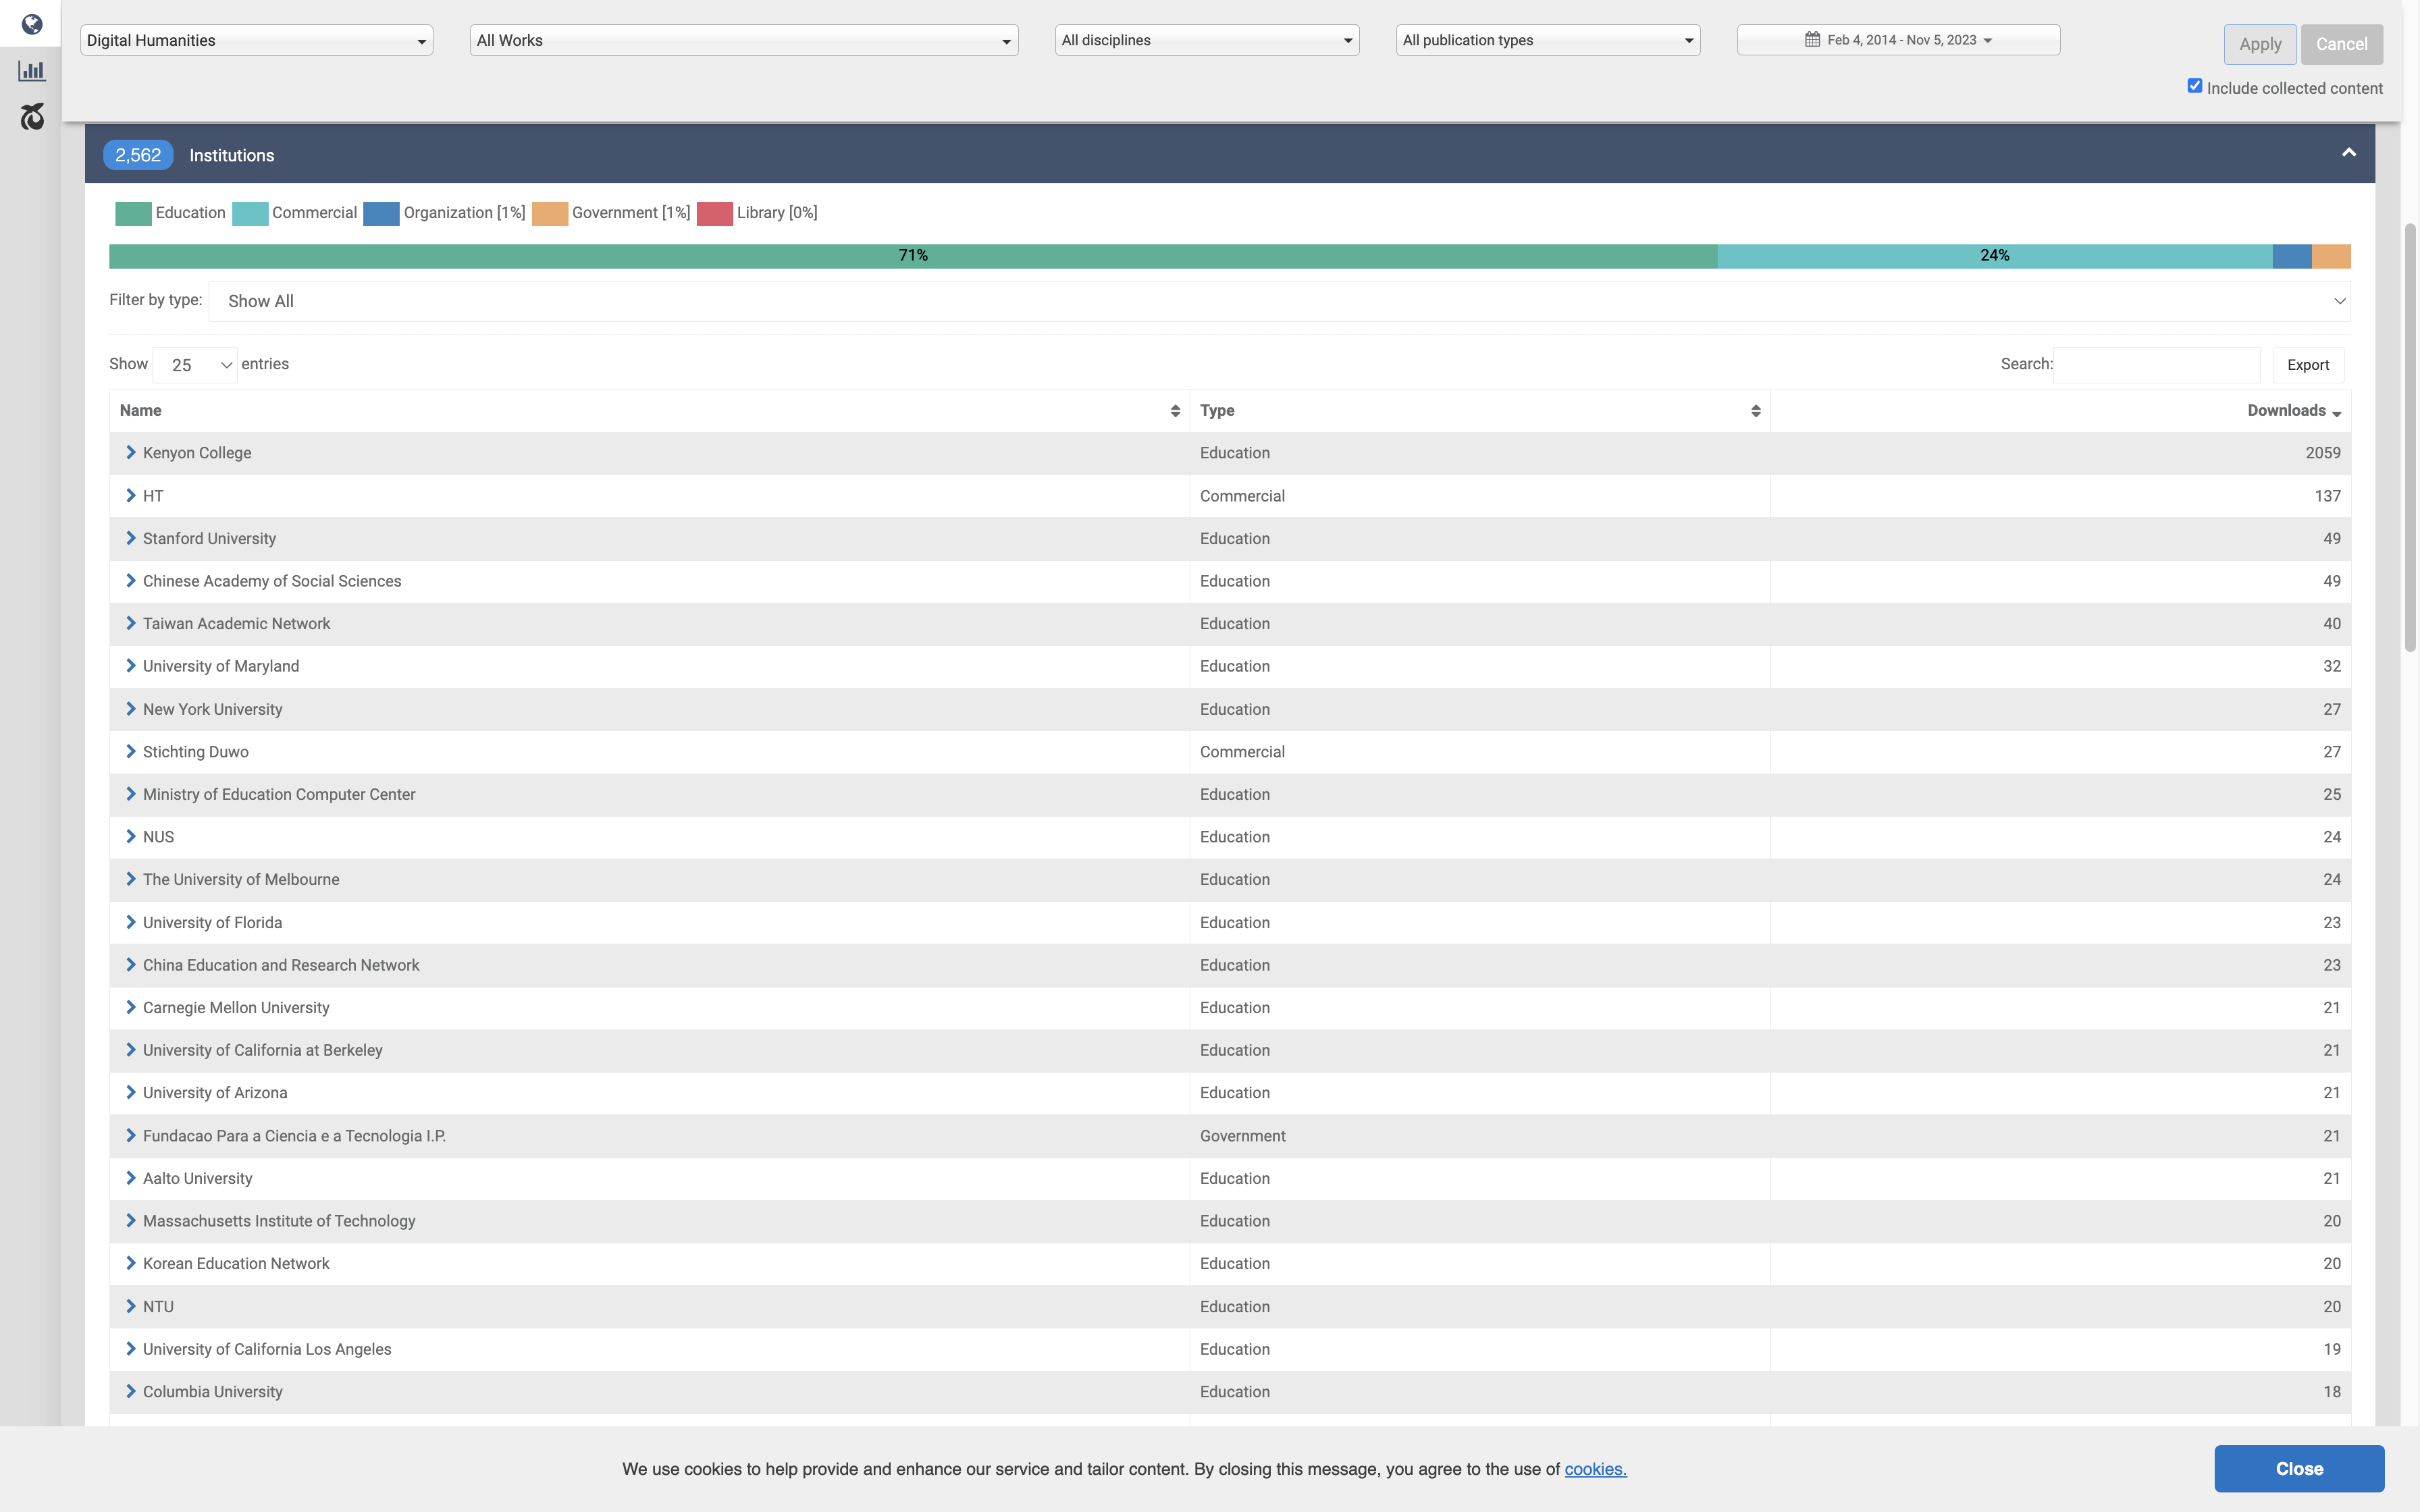 Digital Humanities All Works All disciplines All publication types Feb 4, 2014 - Nov 5, 2023 Apply Cancel
Include collected content
2,562 Institutions
Education Commercial Organization [1%] Government [1%] Library [0%]
71% 24%
Filter by type: Show All
Show 25 entries Search: Export
Name Type Downloads
Kenyon College Education 2059
HT Commercial 137
Stanford University Education 49
Chinese Academy of Social Sciences Education 49
Taiwan Academic Network Education 40
University of Maryland Education 32
New York University Education 27
Stichting Duwo Commercial 27
Ministry of Education Computer Center Education 25
NUS Education 24
The University of Melbourne Education 24
University of Florida Education 23
China Education and Research Network Education 23
Carnegie Mellon University Education 21
University of California at Berkeley Education 21
University of Arizona Education 21
Fundacao Para a Ciencia e a Tecnologia I.P. Government 21
Aalto University Education 21
Massachusetts Institute of Technology Education 20
Korean Education Network Education 20
NTU Education 20
University of California Los Angeles Education 19
Columbia University Education 18
We use cookies to help provide and enhance our service and tailor content. By closing this message, you agree to the use of cookies. Close